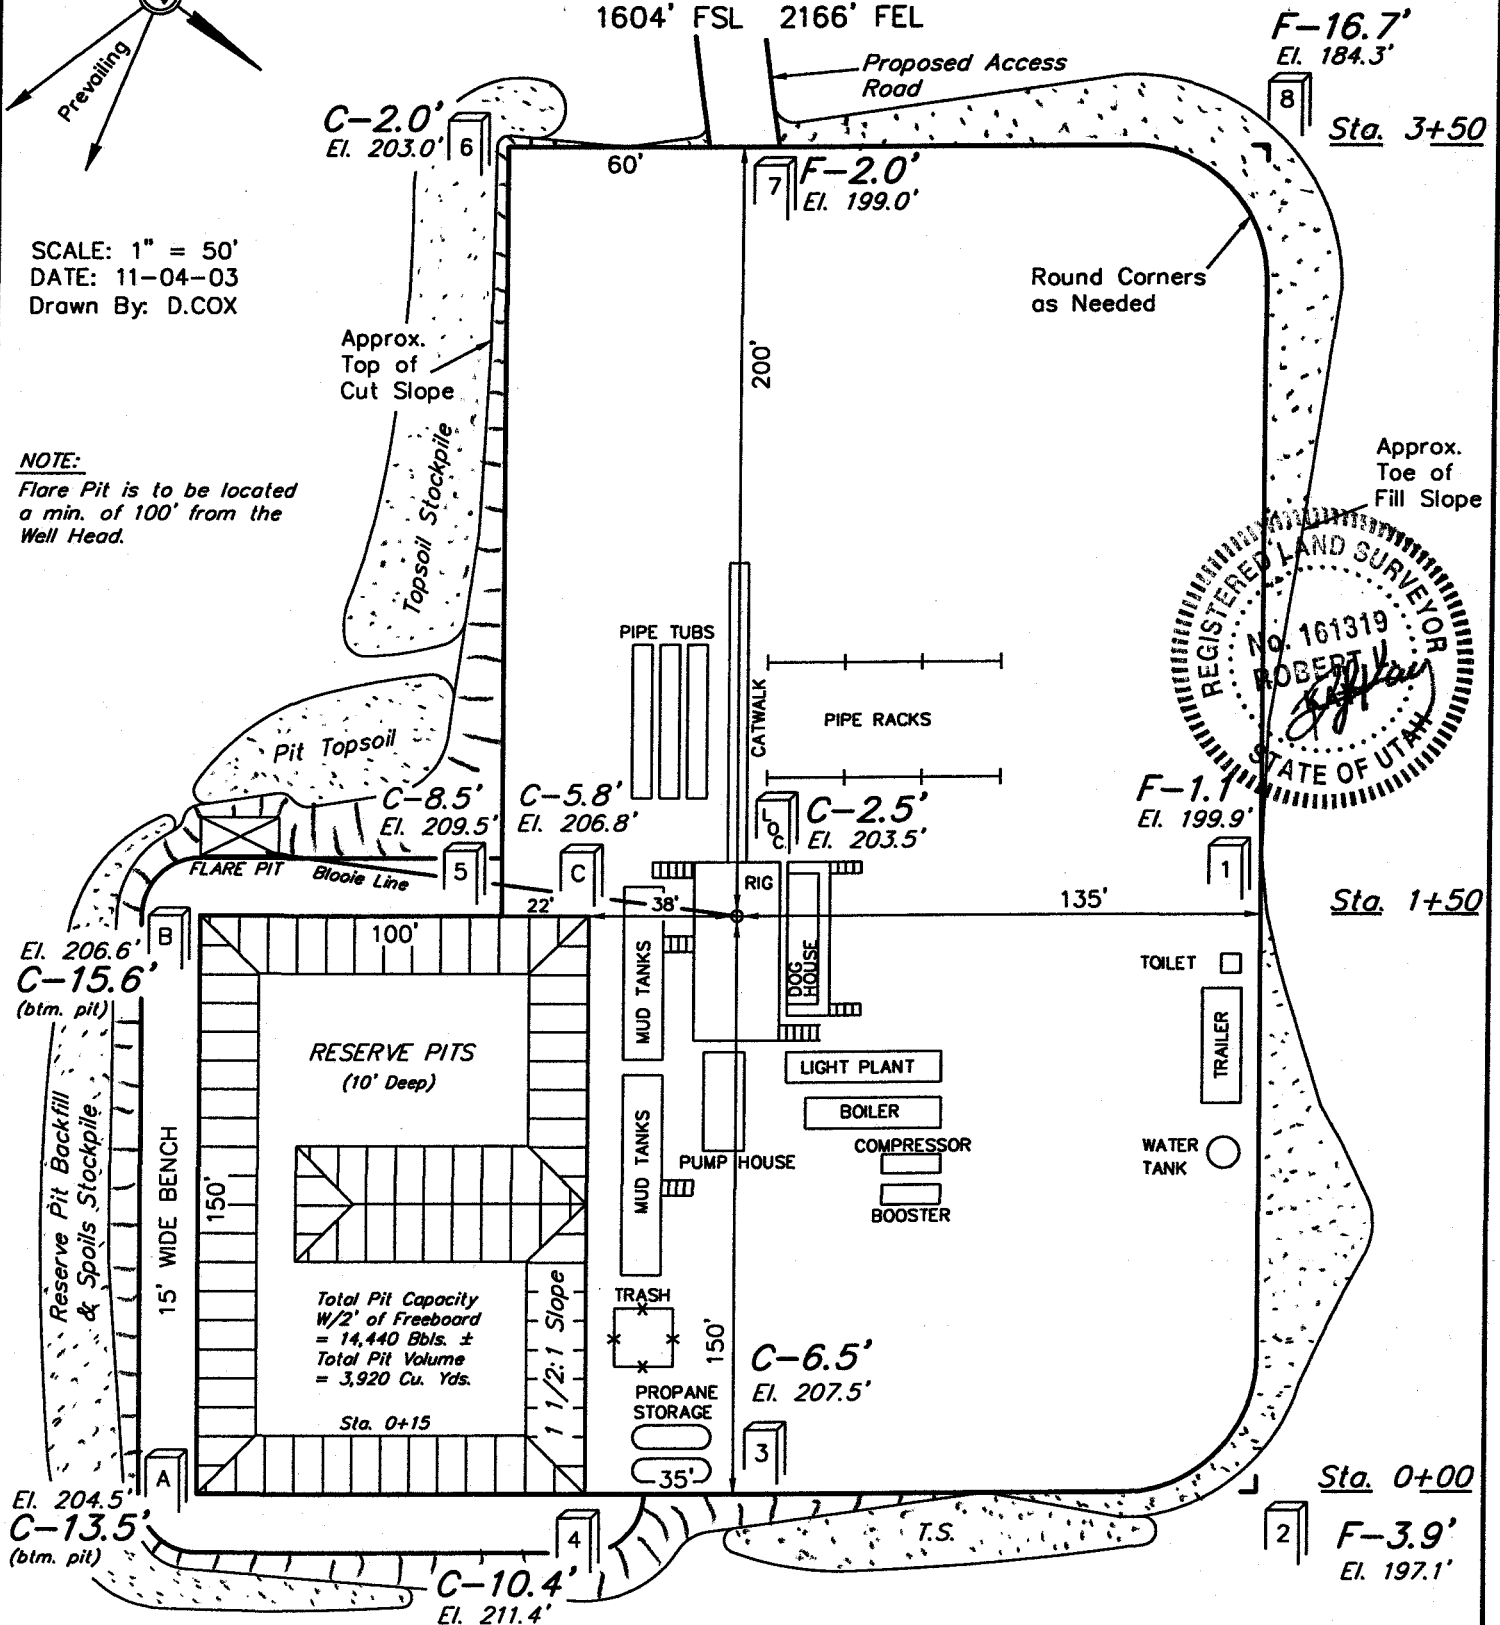 1604' FSL 2166' FEL
F-16.7'
El. 184.3'
8
Sta. 3+50
Proposed Access
Road
Prevailing
C-2.0'
El. 203.0'
6
60'
7
F-2.0'
El. 199.0'
SCALE: 1" = 50'
DATE: 11-04-03
Drawn By: D.COX
Round Corners
as Needed
Approx.
Top of
Cut Slope
200'
NOTE:
Flare Pit is to be located
a min. of 100' from the
Well Head.
Topsoil Stockpile
Approx.
Toe of
Fill Slope
REGISTERED LAND SURVEYOR
No. 161319
ROBERT L.
KAY
STATE OF UTAH
PIPE TUBS
CATWALK
PIPE RACKS
Pit Topsoil
C-8.5'
El. 209.5'
C-5.8'
El. 206.8'
LOC.
C-2.5'
El. 203.5'
F-1.1'
El. 199.9'
1
FLARE PIT
Blooie Line
5
C
RIG
22'
38'
135'
Sta. 1+50
B
El. 206.6'
C-15.6'
(btm. pit)
100'
MUD TANKS
DOG
HOUSE
TOILET
TRAILER
RESERVE PITS
(10' Deep)
LIGHT PLANT
BOILER
COMPRESSOR
PUMP HOUSE
BOOSTER
WATER
TANK
MUD TANKS
Reserve Pit Backfill
& Spoils Stockpile
15' WIDE BENCH
150'
Total Pit Capacity
W/2' of Freeboard
= 14,440 Bbls. ±
Total Pit Volume
= 3,920 Cu. Yds.
1 1/2:1 Slope
TRASH
150'
C-6.5'
El. 207.5'
PROPANE
STORAGE
Sta. 0+15
3
35'
A
El. 204.5'
C-13.5'
(btm. pit)
Sta. 0+00
4
T.S.
2
F-3.9'
El. 197.1'
C-10.4'
El. 211.4'